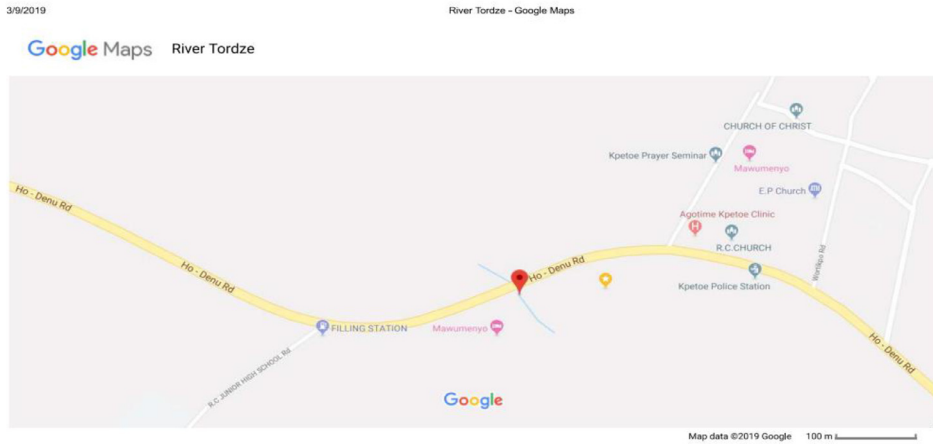 3/9/2019
River Tordze - Google Maps
Google Maps
River Tordze
CHURCH OF CHRIST
Kpetoe Prayer Seminar
Mawumenyo
E.P Church
Ho - Denu Rd
Agotime Kpetoe Clinic
R.C.CHURCH
Wortikpo Rd
Ho - Denu Rd
Ho - Denu Rd
Kpetoe Police Station
FILLING STATION
Mawumenyo
Ho - Denu Rd
R.C JUNIOR HIGH SCHOOL Rd
Google
Map data ©2019 Google
100 m